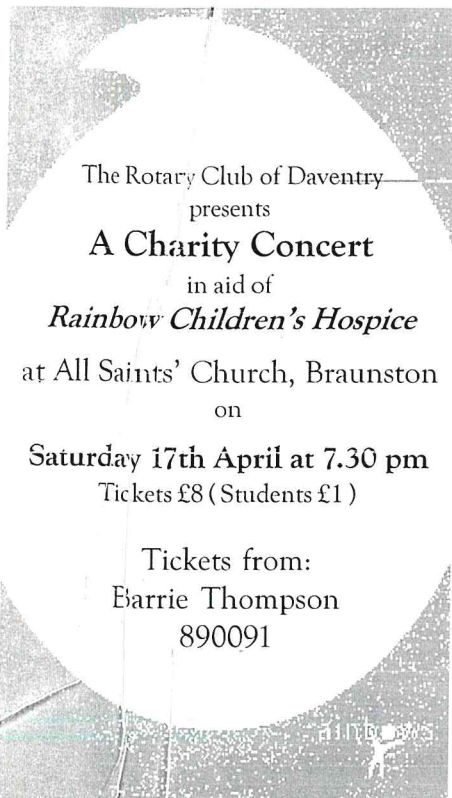 The Rotary Club of Daventry
presents
A Charity Concert
in aid of
Rainbow Children's Hospice
at All Saints' Church, Braunston
on
Saturday 17th April at 7.30 pm
Tickets £8 ( Students £1 )
Tickets from:
Barrie Thompson
890091
rainbows